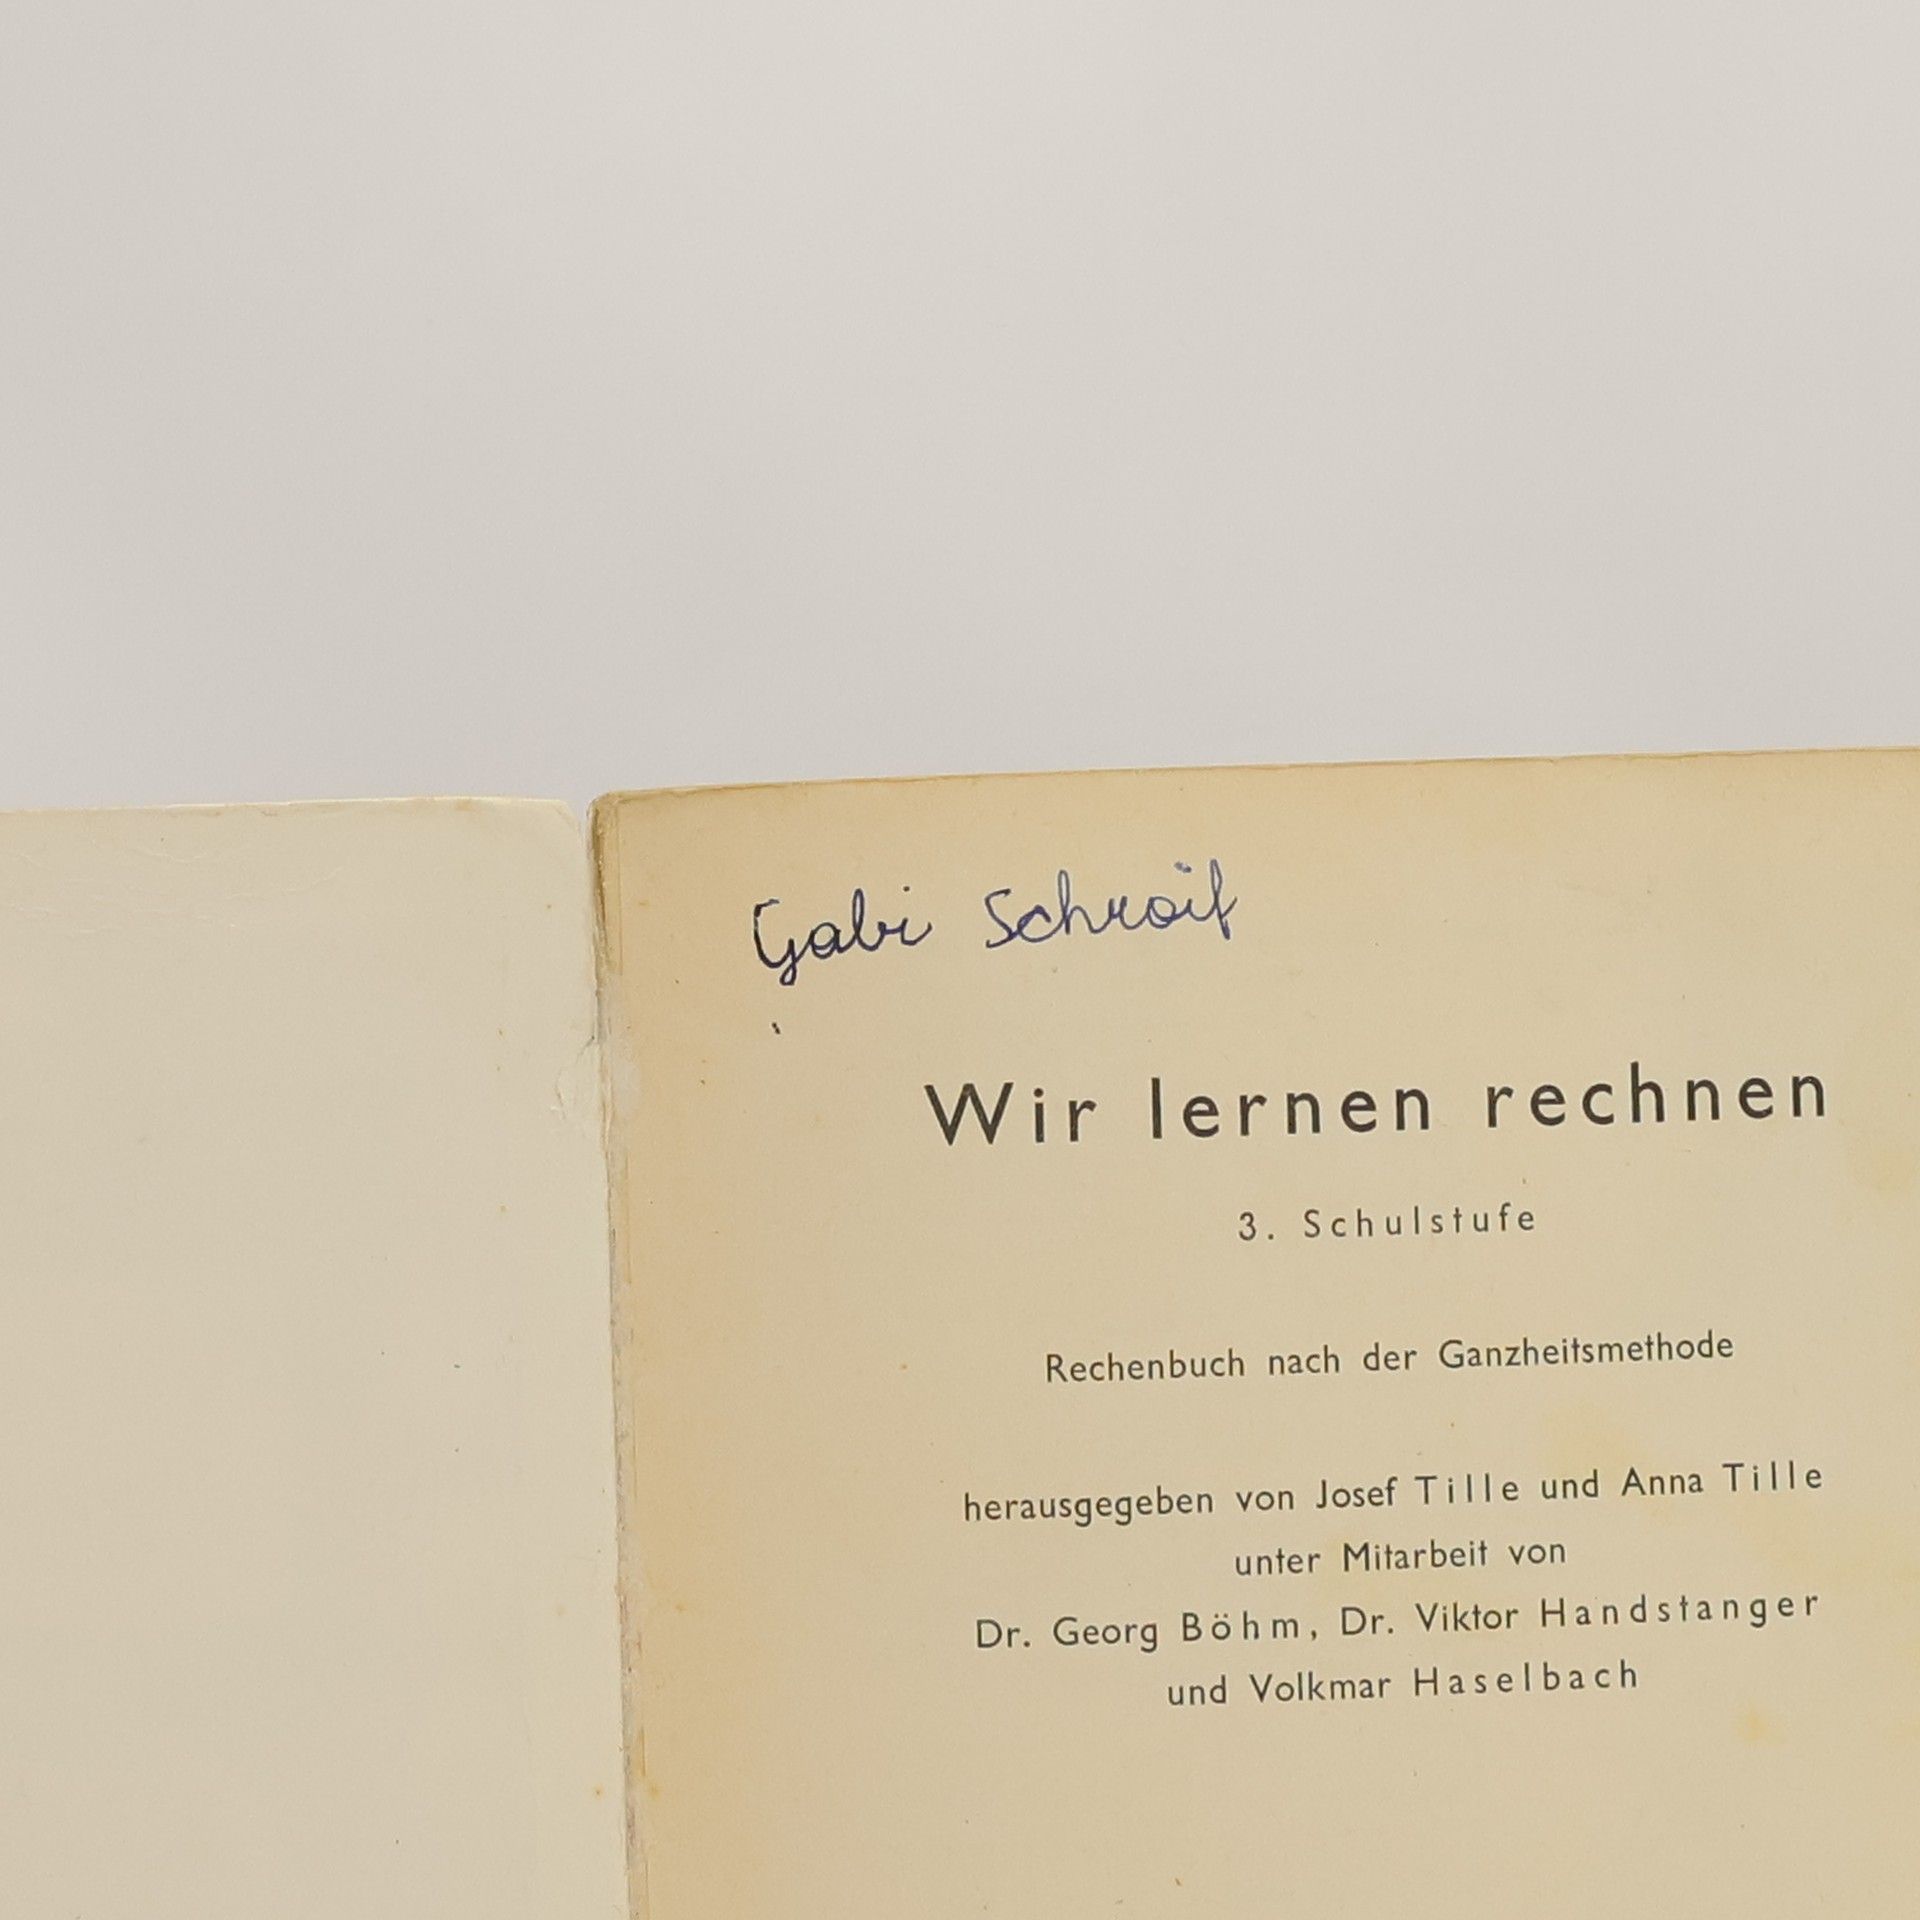 Gabi Schroif
Wir lernen rechnen
3. Schulstufe
Rechenbuch nach der Ganzheitsmethode
herausgegeben von Josef Tille und Anna Tille
unter Mitarbeit von
Dr. Georg Böhm, Dr. Viktor Handstanger
und Volkmar Haselbach